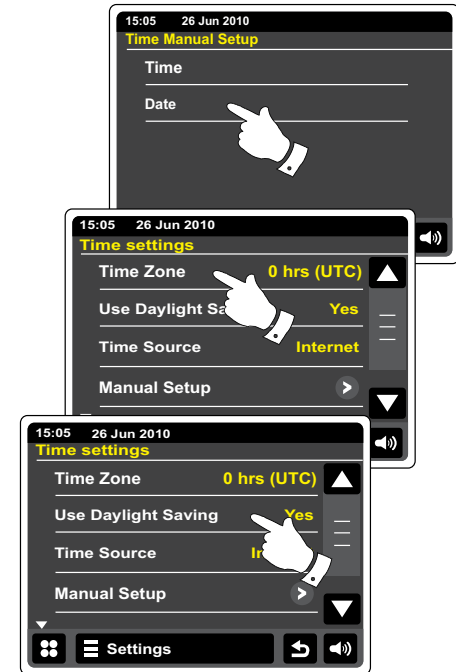 15:05 26 Jun 2010
Time Manual Setup
Time
Date
15:05 26 Jun 2010
Time settings
Time Zone 0 hrs (UTC)
Use Daylight Yes
Time Source Internet
Manual Setup
15:05 26 Jun 2010
Time settings
Time Zone 0 hrs (UTC)
Use Daylight Saving Yes
Time Source
Manual Setup
Settings